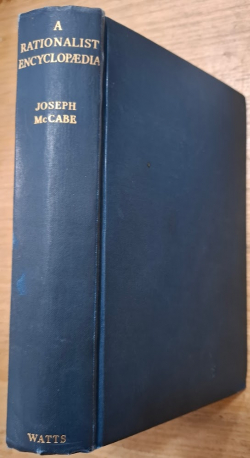 A
RATIONALIST
ENCYCLOPÆDIA
JOSEPH
McCABE
WATTS